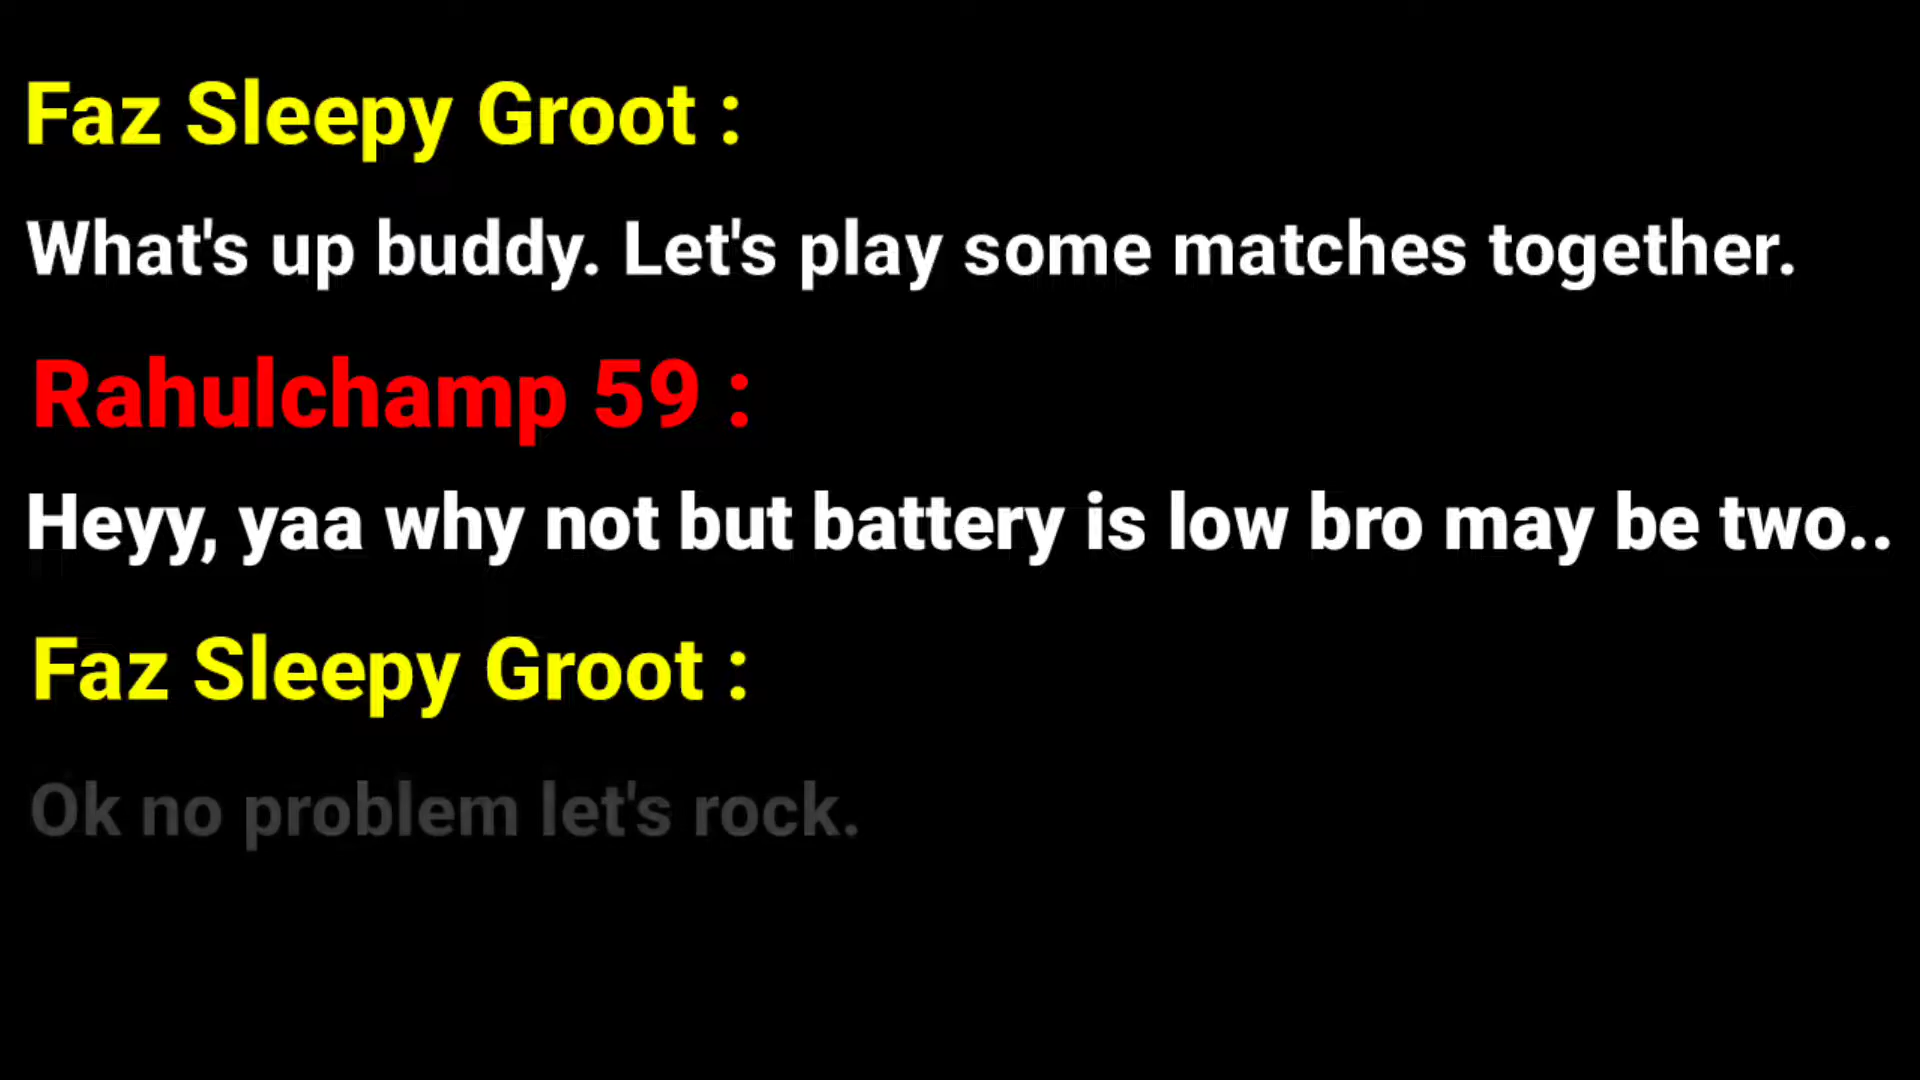 Faz Sleepy Groot :
What's up buddy. Let's play some matches together.
Rahulchamp 59 :
Heyy, yaa why not but battery is low bro may be two..
Faz Sleepy Groot :
Ok no problem let's rock.